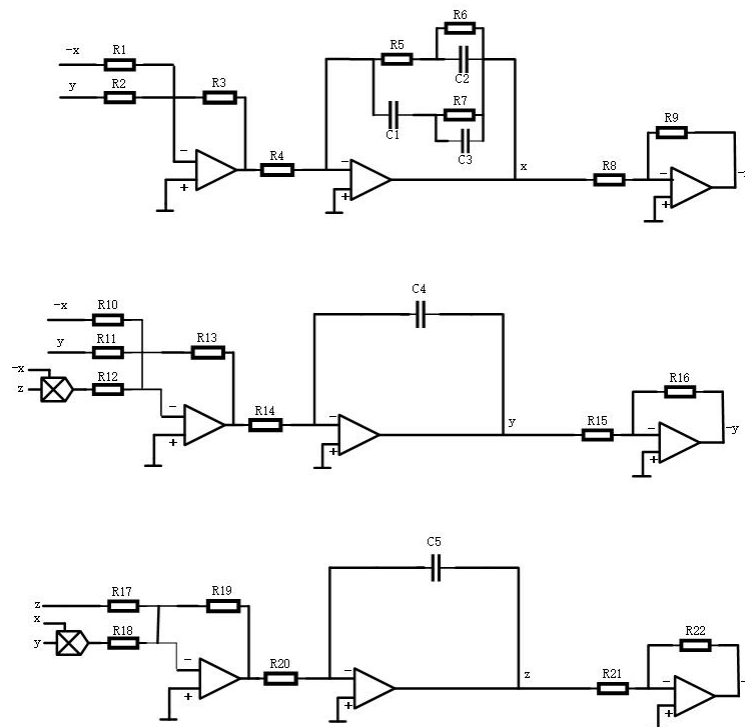 R6
-x R1 R5
C2
y R2 R3 R7 R9
C1 C3
- R4 - R8 - -
+ + x +
C4
-x R10
y R11 R13 R16
-x
z R12
- R14 - R15 - -y
+ + y +
C5
z R17 R19 R22
x
y R18
- R20 - R21 - -
+ + z +